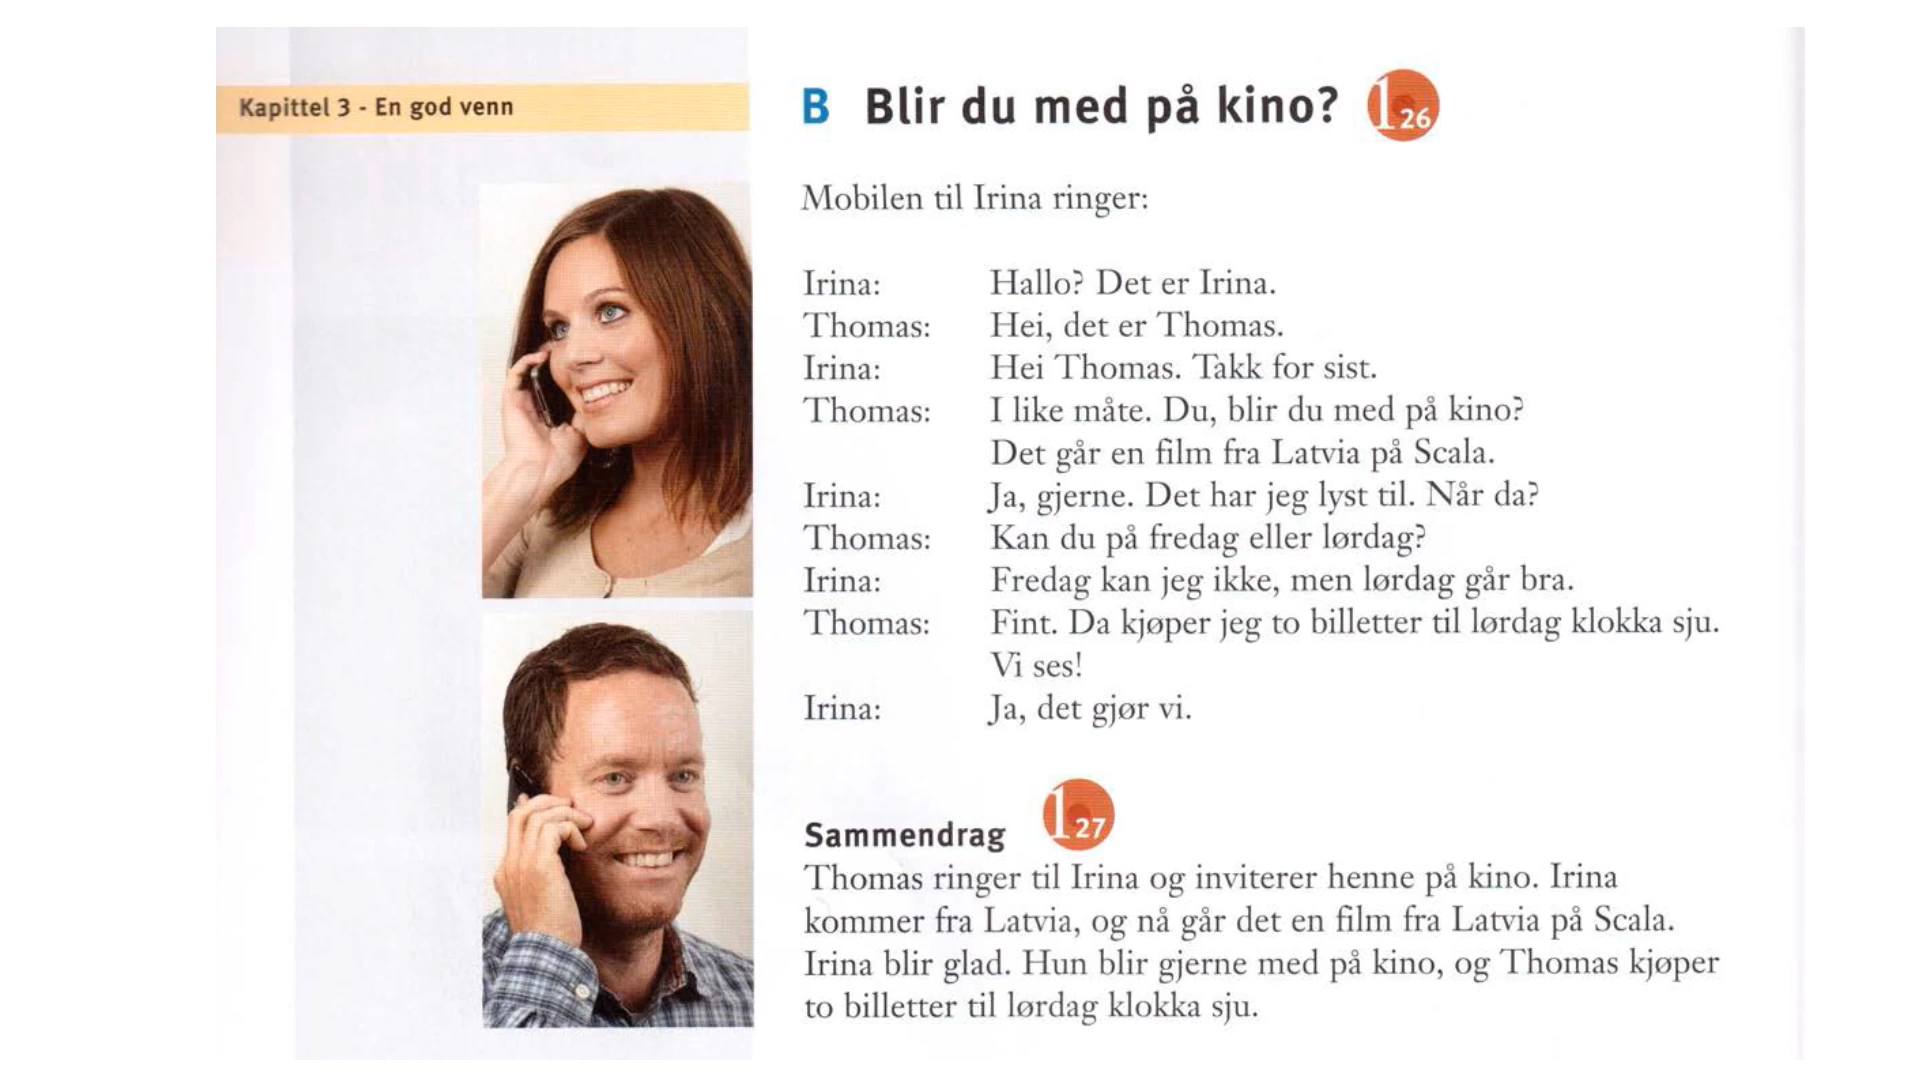 Kapittel 3 - En god venn
B Blir du med på kino? 1 26
Mobilen til Irina ringer:
Irina: Hallo? Det er Irina.
Thomas: Hei, det er Thomas.
Irina: Hei Thomas. Takk for sist.
Thomas: I like måte. Du, blir du med på kino?
Det går en film fra Latvia på Scala.
Irina: Ja, gjerne. Det har jeg lyst til. Når da?
Thomas: Kan du på fredag eller lørdag?
Irina: Fredag kan jeg ikke, men lørdag går bra.
Thomas: Fint. Da kjøper jeg to billetter til lørdag klokka sju.
Vi ses!
Irina: Ja, det gjør vi.
Sammendrag 1 27
Thomas ringer til Irina og inviterer henne på kino. Irina
kommer fra Latvia, og nå går det en film fra Latvia på Scala.
Irina blir glad. Hun blir gjerne med på kino, og Thomas kjøper
to billetter til lørdag klokka sju.